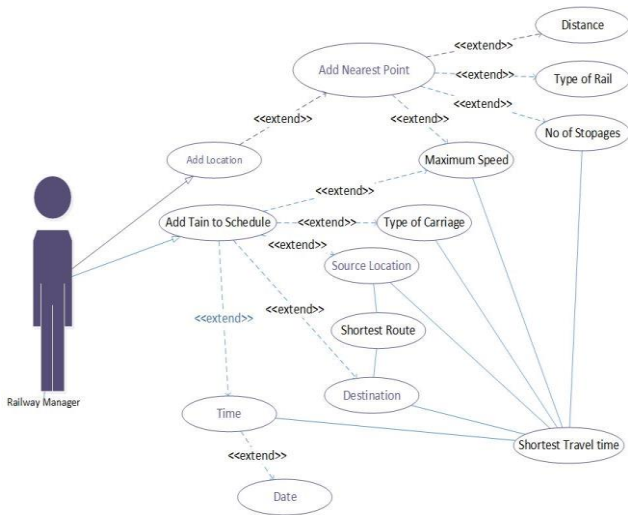 Distance
<<extend>>
Add Nearest Point
<<extend>>
Type of Rail
<<extend>>
<<extend>>
<<extend>>
No of Stopages
Add Location
Maximum Speed
<<extend>>
Add Tain to Schedule
<<extend>>
Type of Carriage
<<extend>>
Source Location
<<extend>>
<<extend>>
Shortest Route
Railway Manager
Destination
Time
Shortest Travel time
<<extend>>
Date